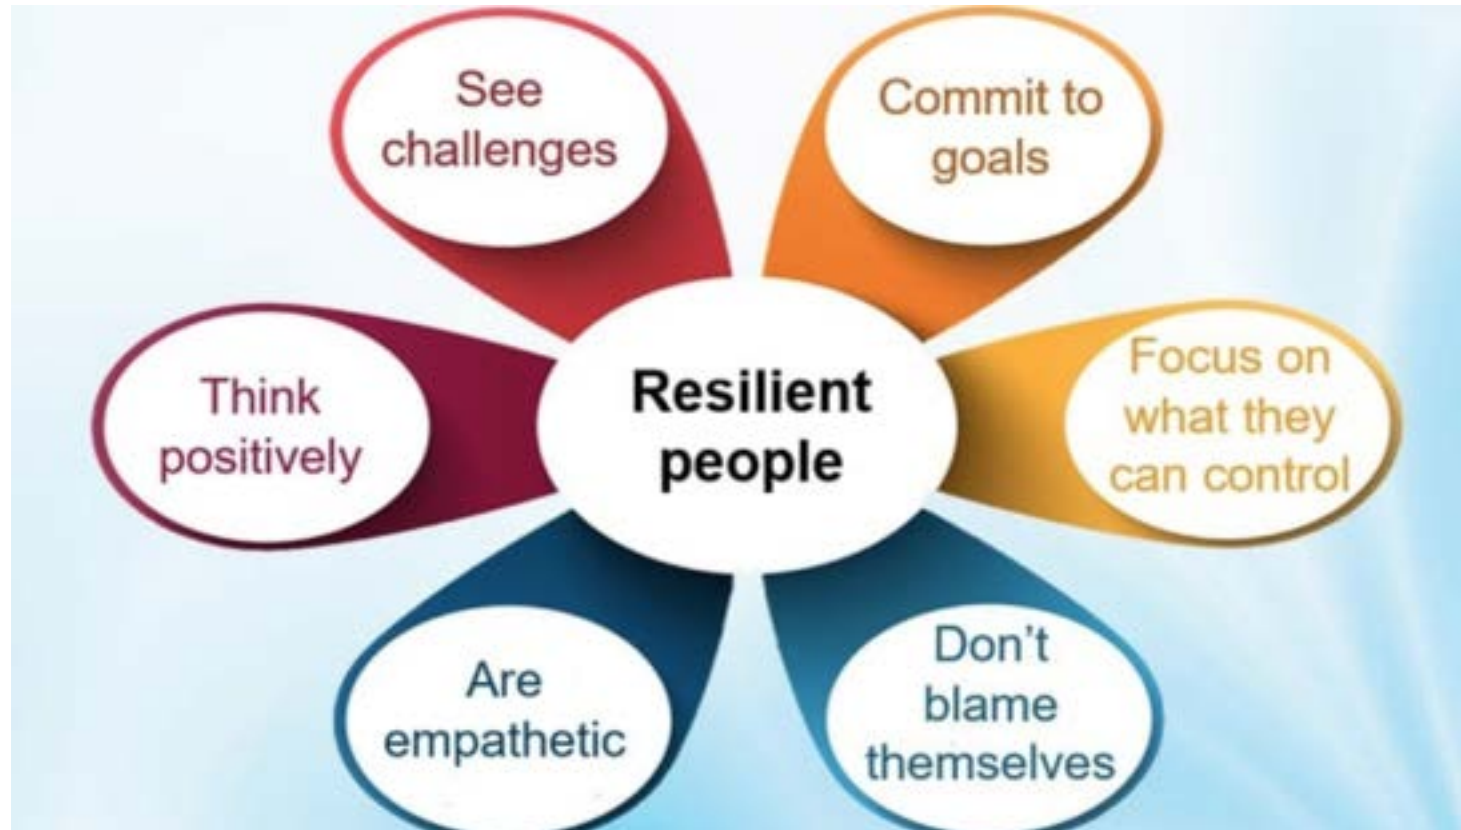 See
challenges
Commit to
goals
Think
positively
Resilient
people
Focus on
what they
can control
Are
empathetic
Don’t
blame
themselves